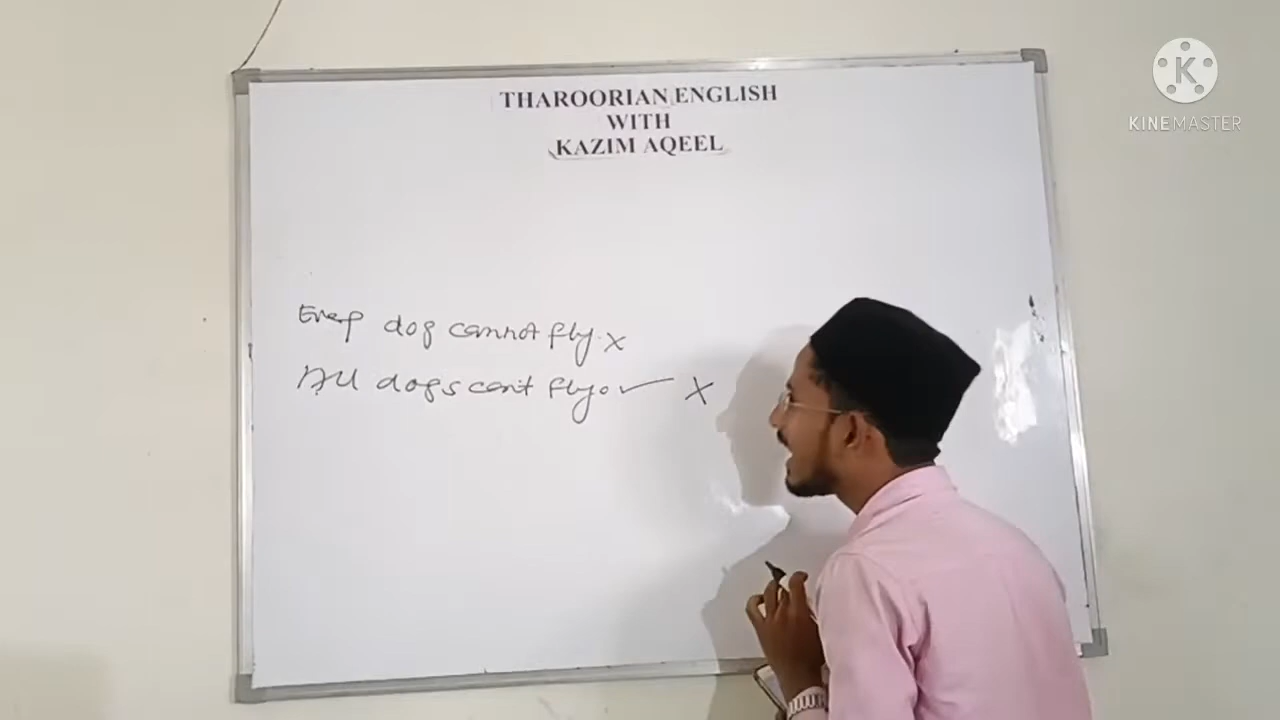 THAROORIAN ENGLISH
WITH
KAZIM AQEEL
Every dog cannot fly. x
All dogs can't fly x
KINEMASTER